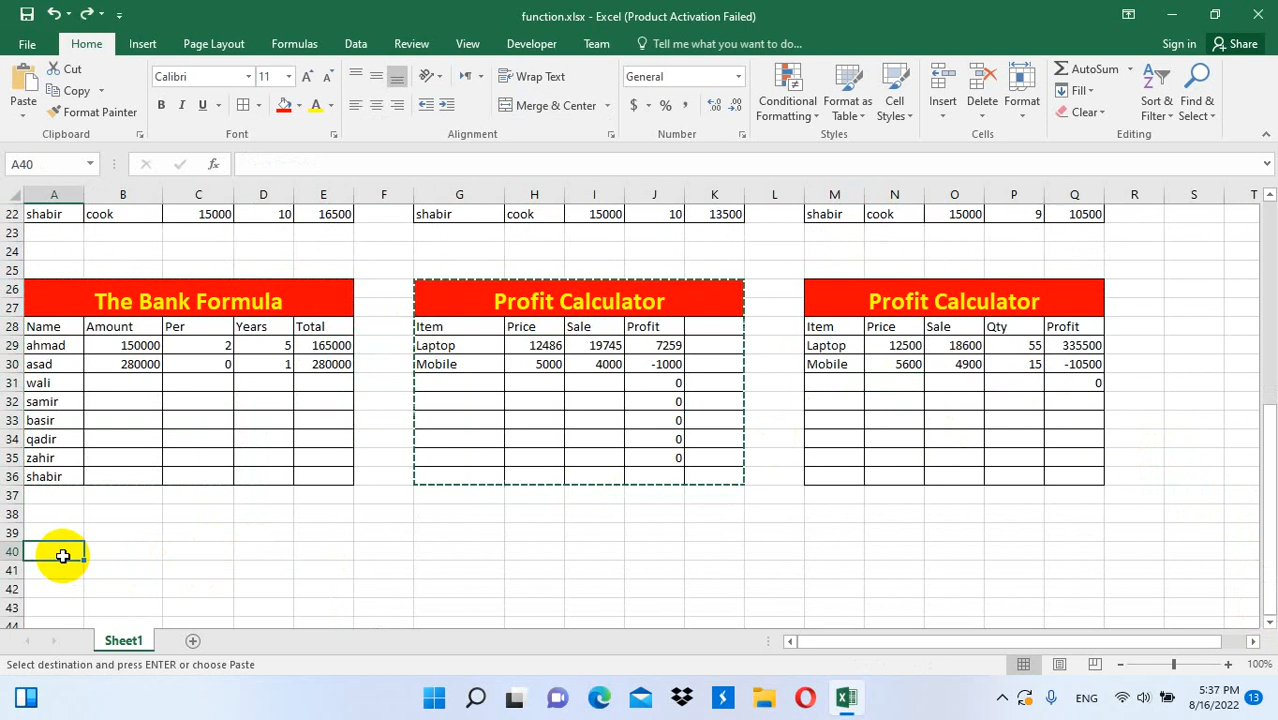 function.xlsx - Excel (Product Activation Failed)
File Home Insert Page Layout Formulas Data Review View Developer Team Tell me what you want to do... Sign in Share
Paste Cut Copy Format Painter Clipboard
Calibri 11 B I U A A A Font
Wrap Text Merge & Center Alignment
General $ % , Number
Conditional Formatting Format as Table Cell Styles Styles
Insert Delete Format Cells
AutoSum Fill Clear Sort & Filter Find & Select Editing
A40 fx
A B C D E F G H I J K L M N O P Q R S T
22 shabir cook 15000 10 16500 shabir cook 15000 10 13500 shabir cook 15000 9 10500
23
24
25
26 The Bank Formula Profit Calculator Profit Calculator
27
28 Name Amount Per Years Total Item Price Sale Profit Item Price Sale Qty Profit
29 ahmad 150000 2 5 165000 Laptop 12486 19745 7259 Laptop 12500 18600 55 335500
30 asad 280000 0 1 280000 Mobile 5000 4000 -1000 Mobile 5600 4900 15 -10500
31 wali 0 0
32 samir 0
33 basir 0
34 qadir 0
35 zahir 0
36 shabir
37
38
39
40
41
42
43
44
Sheet1
Select destination and press ENTER or choose Paste 100%
ENG 5:37 PM 13
8/16/2022